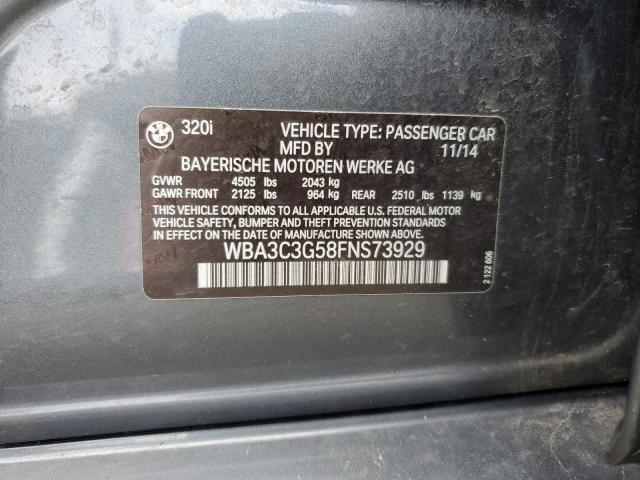 320i VEHICLE TYPE: PASSENGER CAR
MFD BY 11/14
BAYERISCHE MOTOREN WERKE AG
GVWR 4505 lbs 2043 kg
GAWR FRONT 2125 lbs 964 kg REAR 2510 lbs 1139 kg
THIS VEHICLE CONFORMS TO ALL APPLICABLE U.S. FEDERAL MOTOR
VEHICLE SAFETY, BUMPER AND THEFT PREVENTION STANDARDS
IN EFFECT ON THE DATE OF MANUFACTURE SHOWN ABOVE.
WBA3C3G58FNS73929
2 122 606